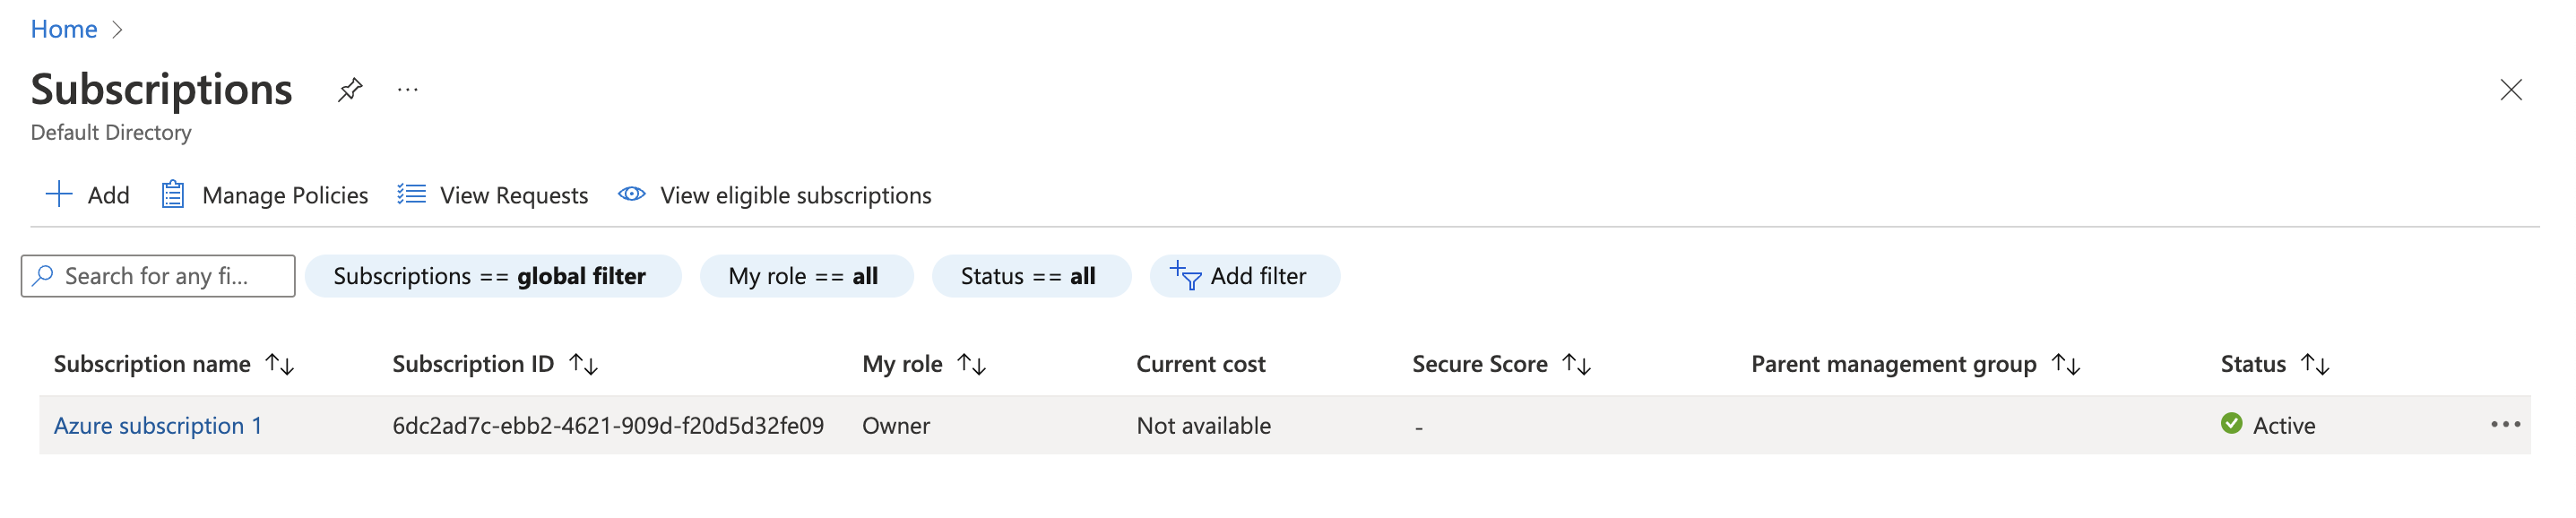 Home
Subscriptions
Default Directory
Add Manage Policies View Requests View eligible subscriptions
Search for any fi... Subscriptions == global filter My role == all Status == all Add filter
Subscription name Subscription ID My role Current cost Secure Score Parent management group Status
Azure subscription 1 6dc2ad7c-ebb2-4621-909d-f20d5d32fe09 Owner Not available - Active